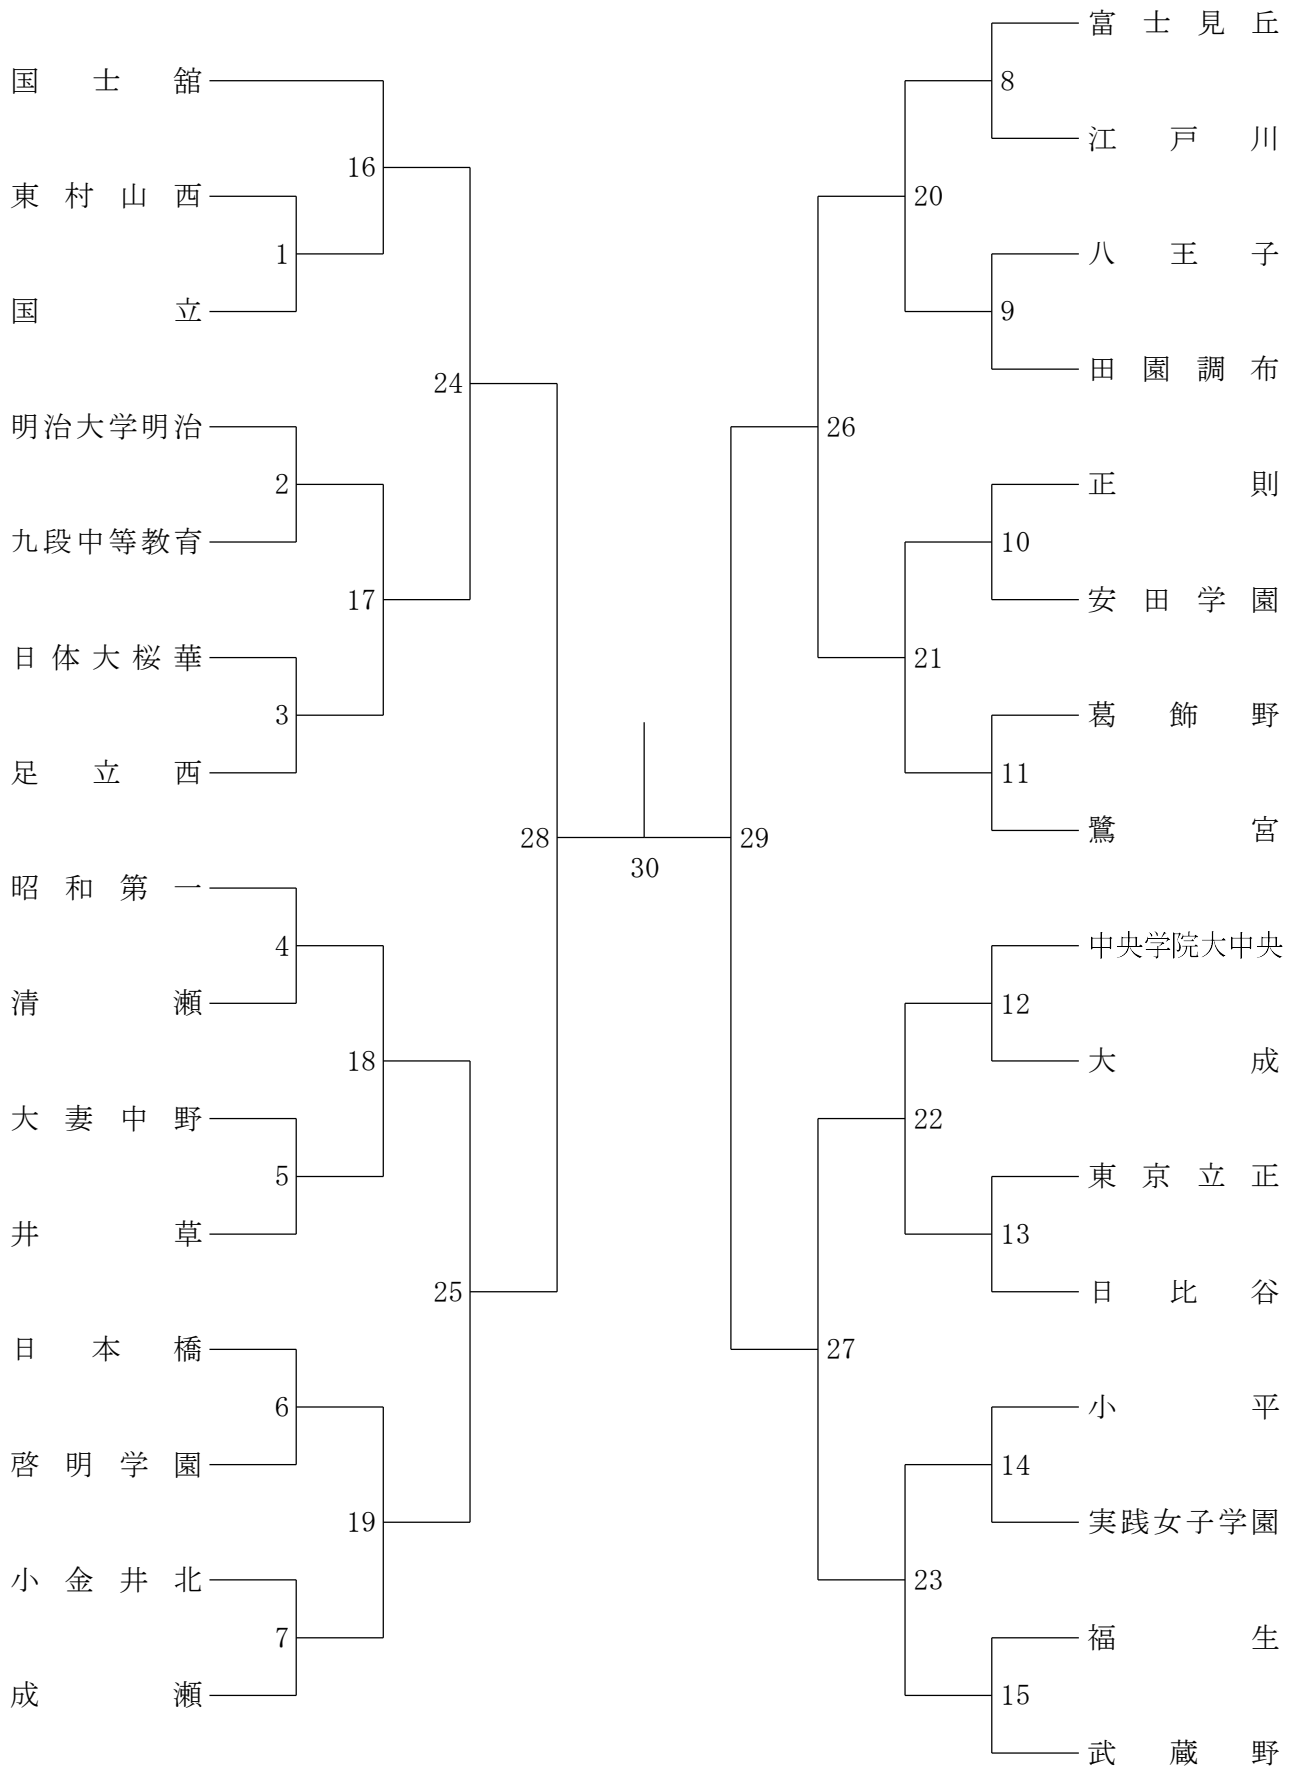 国士舘
16
東村山西
1
国立
24
明治大学明治
2
九段中等教育
17
日体大桜華
3
足立西
28
昭和第一
4
清瀬
18
大妻中野
5
井草
25
日本橋
6
啓明学園
19
小金井北
7
成瀬
30
富士見丘
8
江戸川
20
八王子
9
田園調布
26
正則
10
安田学園
21
葛飾野
11
鷺宮
29
中央学院大中央
12
大成
22
東京立正
13
日比谷
27
小平
14
実践女子学園
23
福生
15
武蔵野